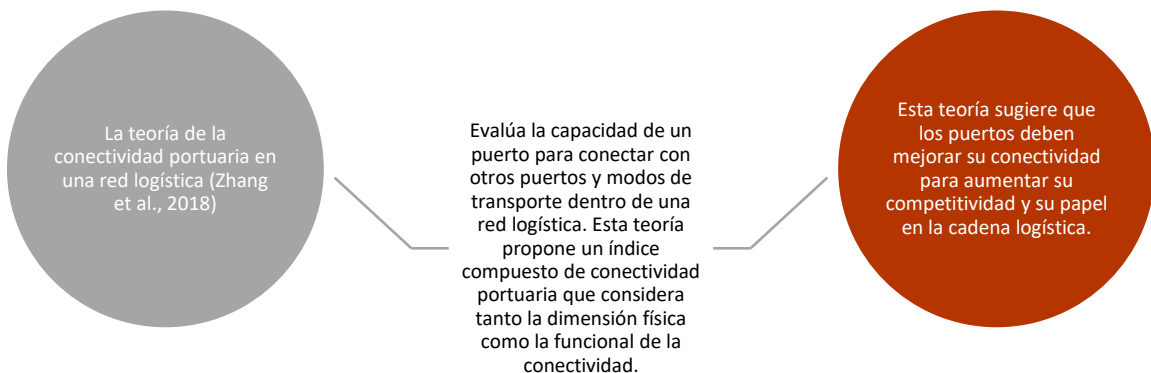 La teoría de la
conectividad portuaria en
una red logística (Zhang
et al., 2018)
Evalúa la capacidad de un
puerto para conectar con
otros puertos y modos de
transporte dentro de una
red logística. Esta teoría
propone un índice
compuesto de conectividad
portuaria que considera
tanto la dimensión física
como la funcional de la
conectividad.
Esta teoría sugiere que
los puertos deben
mejorar su conectividad
para aumentar su
competitividad y su papel
en la cadena logística.